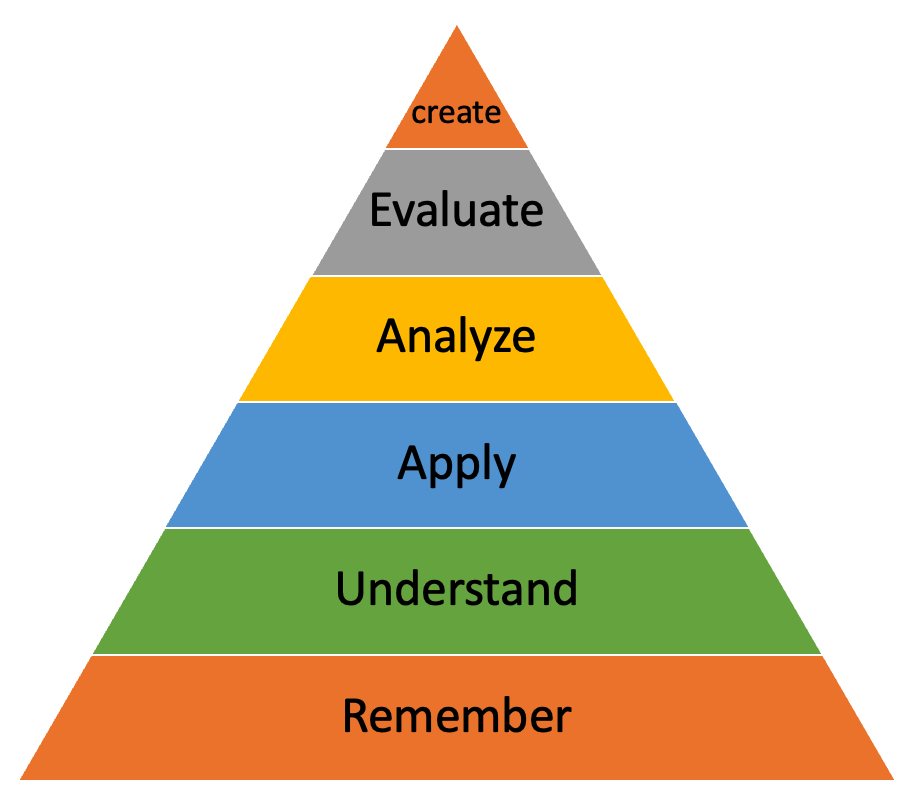 create
Evaluate
Analyze
Apply
Understand
Remember